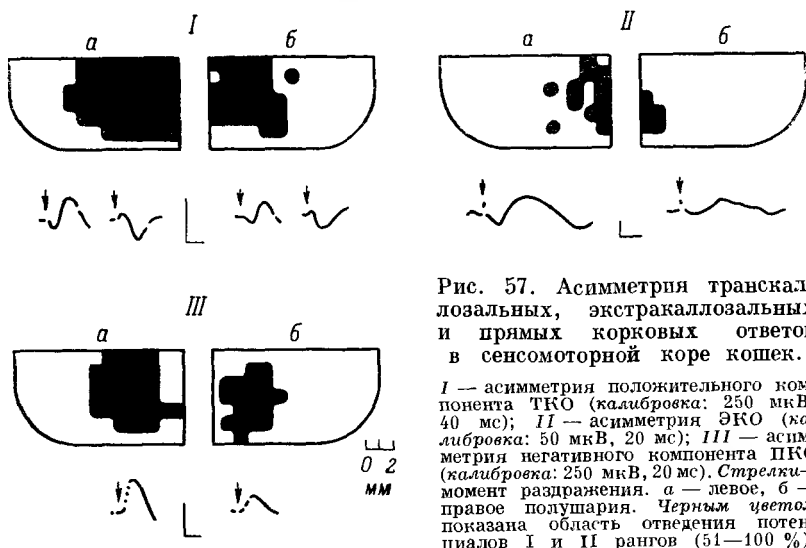 I
а
б
II
а
б
III
а
б
0 2
мм
Рис. 57. Асимметрия транскал-
лозальных, экстракаллозальных
и прямых корковых ответов
в сенсомоторной коре кошек.
I — асимметрия положительного ком-
понента ТКО (калибровка: 250 мкВ,
40 мс); II — асимметрия ЭКО (ка-
либровка: 50 мкВ, 20 мс); III — асим-
метрия негативного компонента ПКО
(калибровка: 250 мкВ, 20 мс). Стрелки —
момент раздражения. а — левое, б —
правое полушария. Черным цветом
показана область отведения потен-
циалов I и II рангов (51—100 %)